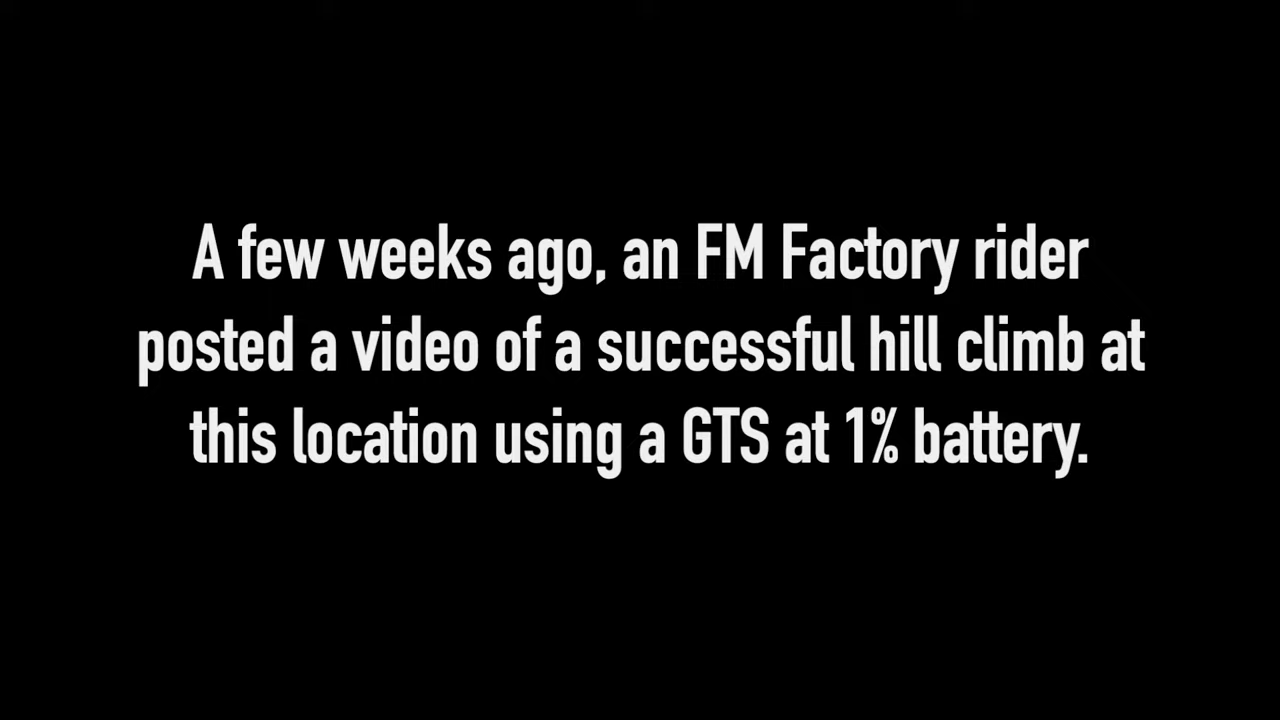 A few weeks ago, an FM Factory rider
posted a video of a successful hill climb at
this location using a GTS at 1% battery.